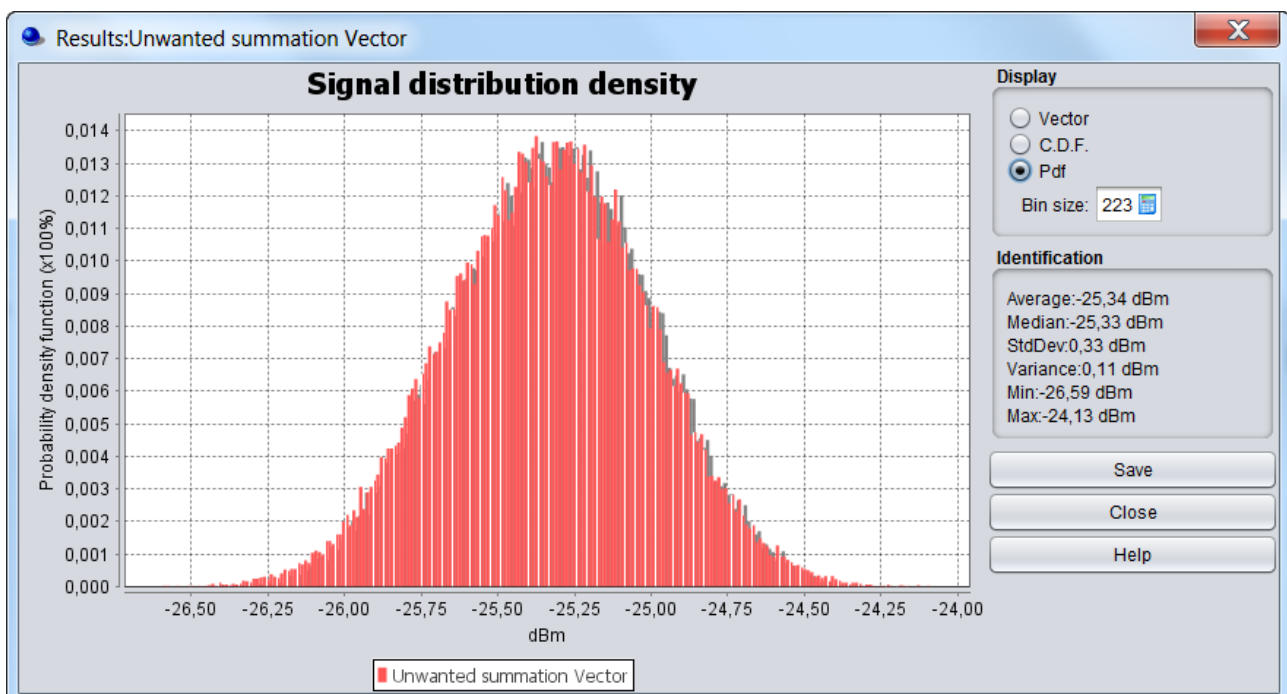 Results:Unwanted summation Vector
Signal distribution density
Probability density function (x100%)
0,014
0,013
0,012
0,011
0,010
0,009
0,008
0,007
0,006
0,005
0,004
0,003
0,002
0,001
0,000
-26,50 -26,25 -26,00 -25,75 -25,50 -25,25 -25,00 -24,75 -24,50 -24,25 -24,00
dBm
Unwanted summation Vector
Display
Vector
C.D.F.
Pdf
Bin size: 223
Identification
Average:-25,34 dBm
Median:-25,33 dBm
StdDev:0,33 dBm
Variance:0,11 dBm
Min:-26,59 dBm
Max:-24,13 dBm
Save
Close
Help